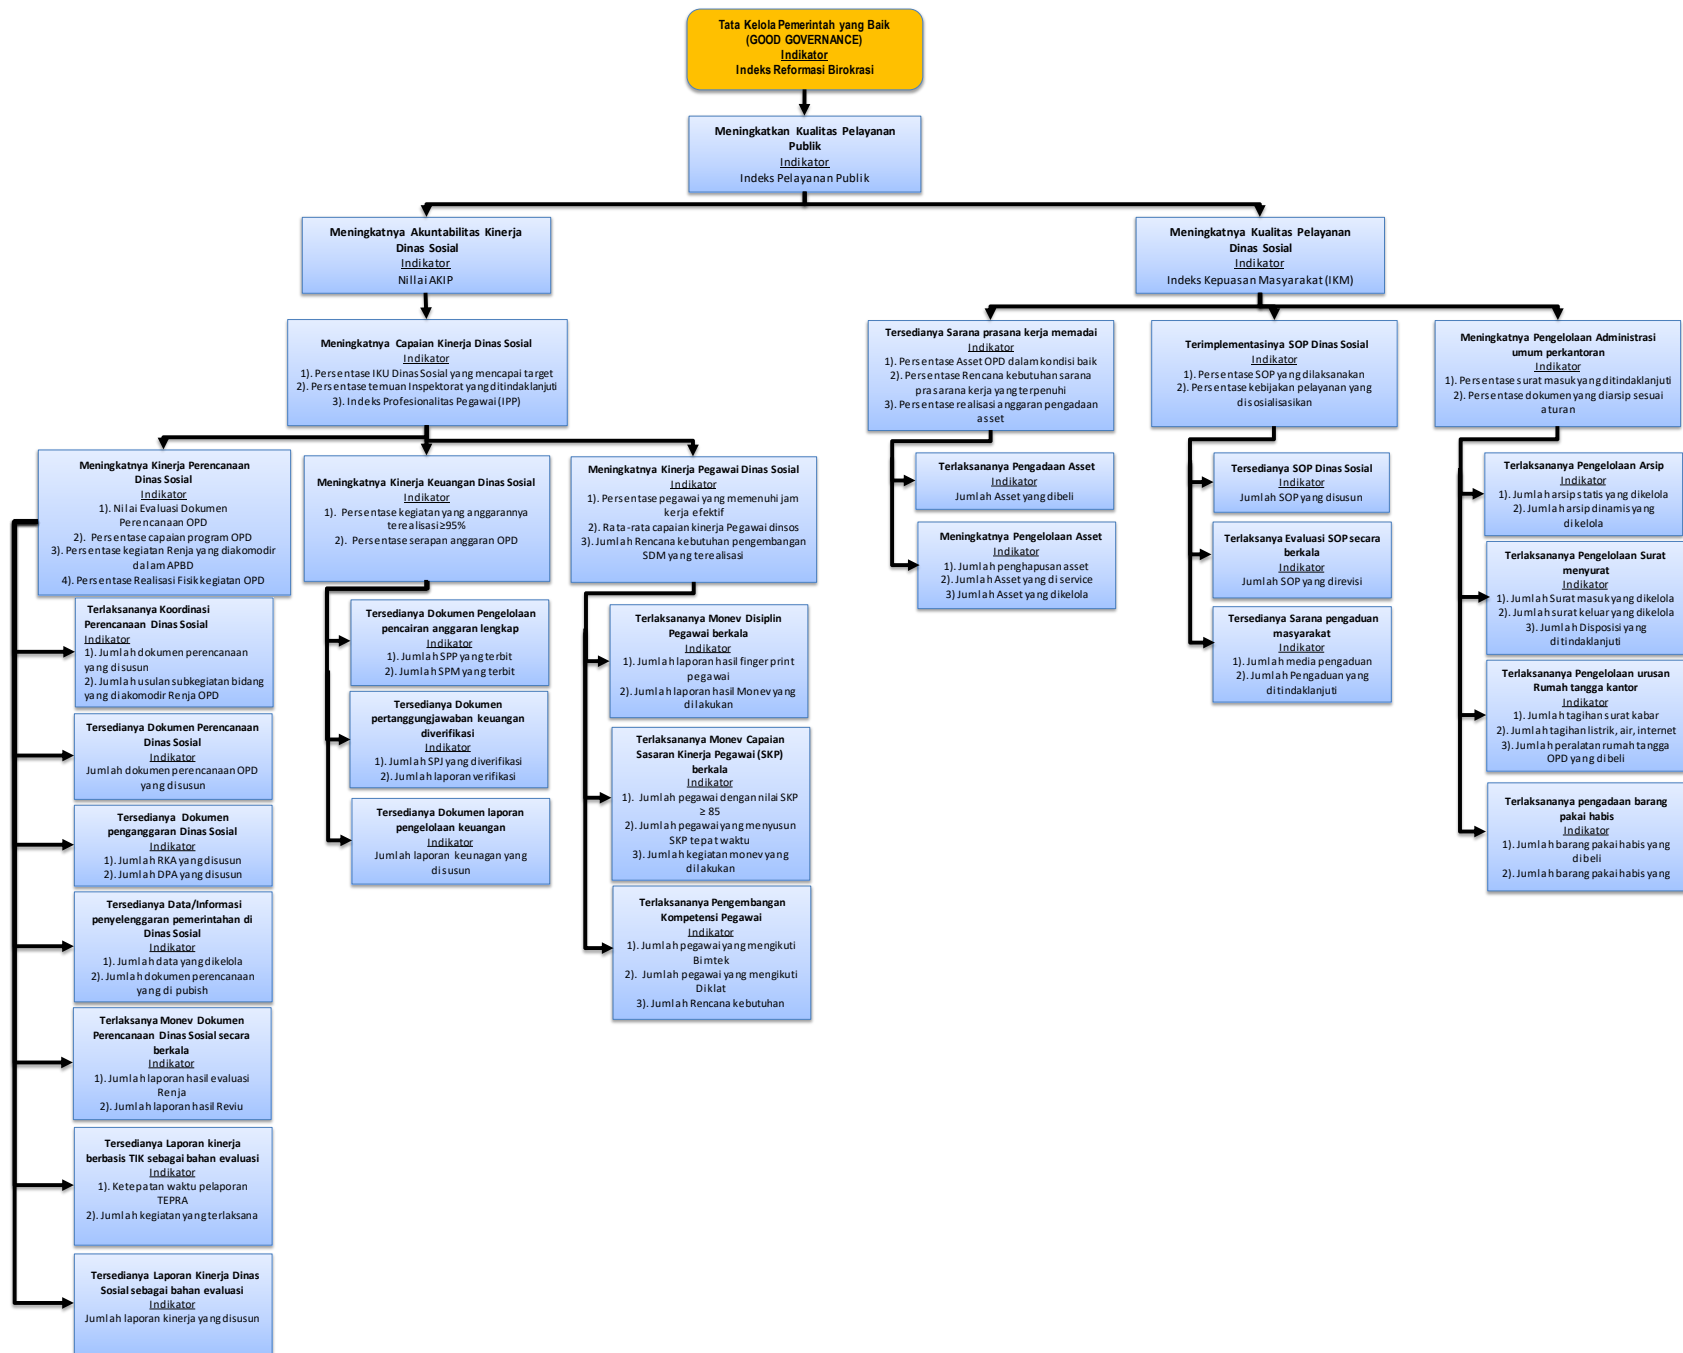 Tata Kelola Pemerintah yang Baik
(GOOD GOVERNANCE)
Indikator
Indeks Reformasi Birokrasi
Meningkatkan Kualitas Pelayanan
Publik
Indikator
Indeks Pelayanan Publik
Meningkatnya Akuntabilitas Kinerja
Dinas Sosial
Indikator
Nillai AKIP
Meningkatnya Kualitas Pelayanan
Dinas Sosial
Indikator
Indeks Kepuasan Masyarakat (IKM)
Meningkatnya Capaian Kinerja Dinas Sosial
Indikator
1). Persentase IKU Dinas Sosial yang mencapai target
2). Persentase temuan Inspektorat yang ditindaklanjuti
3). Indeks Profesionalitas Pegawai (IPP)
Tersedianya Sarana prasana kerja memadai
Indikator
1). Persentase Asset OPD dalam kondisi baik
2). Persentase Rencana kebutuhan sarana
prasarana kerja yang terpenuhi
3). Persentase realisasi anggaran pengadaan
asset
Terimplementasinya SOP Dinas Sosial
Indikator
1). Persentase SOP yang dilaksanakan
2). Persentase kebijakan pelayanan yang
disosialisasikan
Meningkatnya Pengelolaan Administrasi
umum perkantoran
Indikator
1). Persentase surat masuk yang ditindaklanjuti
2). Persentase dokumen yang diarsip sesuai
aturan
Meningkatnya Kinerja Perencanaan
Dinas Sosial
Indikator
1). Nilai Evaluasi Dokumen
Perencanaan OPD
2). Persentase capaian program OPD
3). Persentase kegiatan Renja yang diakomodir
dalam APBD
4). Persentase Realisasi Fisik kegiatan OPD
Meningkatnya Kinerja Keuangan Dinas Sosial
Indikator
1). Persentase kegiatan yang anggarannya
terealisasi ≥95%
2). Persentase serapan anggaran OPD
Meningkatnya Kinerja Pegawai Dinas Sosial
Indikator
1). Persentase pegawai yang memenuhi jam
kerja efektif
2). Rata-rata capaian kinerja Pegawai dinsos
3). Jumlah Rencana kebutuhan pengembangan
SDM yang terealisasi
Terlaksananya Koordinasi
Perencanaan Dinas Sosial
Indikator
1). Jumlah dokumen perencanaan
yang disusun
2). Jumlah usulan subkegiatan bidang
yang diakomodir Renja OPD
Tersedianya Dokumen Perencanaan
Dinas Sosial
Indikator
Jumlah dokumen perencanaan OPD
yang disusun
Tersedianya Dokumen
penganggaran Dinas Sosial
Indikator
1). Jumlah RKA yang disusun
2). Jumlah DPA yang disusun
Tersedianya Data/Informasi
penyelenggaran pemerintahan di
Dinas Sosial
Indikator
1). Jumlah data yang dikelola
2). Jumlah dokumen perencanaan
yang di pubish
Terlaksanya Monev Dokumen
Perencanaan Dinas Sosial secara
berkala
Indikator
1). Jumlah laporan hasil evaluasi
Renja
2). Jumlah laporan hasil Reviu
Tersedianya Laporan kinerja
berbasis TIK sebagai bahan evaluasi
Indikator
1). Ketepatan waktu pelaporan
TEPRA
2). Jumlah kegiatan yang terlaksana
Tersedianya Laporan Kinerja Dinas
Sosial sebagai bahan evaluasi
Indikator
Jumlah laporan kinerja yang disusun
Tersedianya Dokumen Pengelolaan
pencairan anggaran lengkap
Indikator
1). Jumlah SPP yang terbit
2). Jumlah SPM yang terbit
Tersedianya Dokumen
pertanggungjawaban keuangan
diverifikasi
Indikator
1). Jumlah SPJ yang diverifikasi
2). Jumlah laporan verifikasi
Tersedianya Dokumen laporan
pengelolaan keuangan
Indikator
Jumlah laporan keunagan yang
disusun
Terlaksananya Monev Disiplin
Pegawai berkala
Indikator
1). Jumlah laporan hasil finger print
pegawai
2). Jumlah laporan hasil Monev yang
dilakukan
Terlaksananya Monev Capaian
Sasaran Kinerja Pegawai (SKP)
berkala
Indikator
1). Jumlah pegawai dengan nilai SKP
≥ 85
2). Jumlah pegawai yang menyusun
SKP tepat waktu
3). Jumlah kegiatan monev yang
dilakukan
Terlaksananya Pengembangan
Kompetensi Pegawai
Indikator
1). Jumlah pegawai yang mengikuti
Bimtek
2). Jumlah pegawai yang mengikuti
Diklat
3). Jumlah Rencana kebutuhan
Terlaksananya Pengadaan Asset
Indikator
Jumlah Asset yang dibeli
Meningkatnya Pengelolaan Asset
Indikator
1). Jumlah penghapusan asset
2). Jumlah Asset yang di service
3) Jumlah Asset yang dikelola
Tersedianya SOP Dinas Sosial
Indikator
Jumlah SOP yang disusun
Terlaksanya Evaluasi SOP secara
berkala
Indikator
Jumlah SOP yang direvisi
Tersedianya Sarana pengaduan
masyarakat
Indikator
1). Jumlah media pengaduan
2). Jumlah Pengaduan yang
ditindaklanjuti
Terlaksananya Pengelolaan Arsip
Indikator
1). Jumlah arsip statis yang dikelola
2). Jumlah arsip dinamis yang
dikelola
Terlaksananya Pengelolaan Surat
menyurat
Indikator
1). Jumlah Surat masuk yang dikelola
2). Jumlah surat keluar yang dikelola
3). Jumlah Disposisi yang
ditindaklanjuti
Terlaksananya Pengelolaan urusan
Rumah tangga kantor
Indikator
1). Jumlah tagihan surat kabar
2). Jumlah tagihan listrik, air, internet
3). Jumlah peralatan rumah tangga
OPD yang dibeli
Terlaksananya pengadaan barang
pakai habis
Indikator
1). Jumlah barang pakai habis yang
dibeli
2). Jumlah barang pakai habis yang